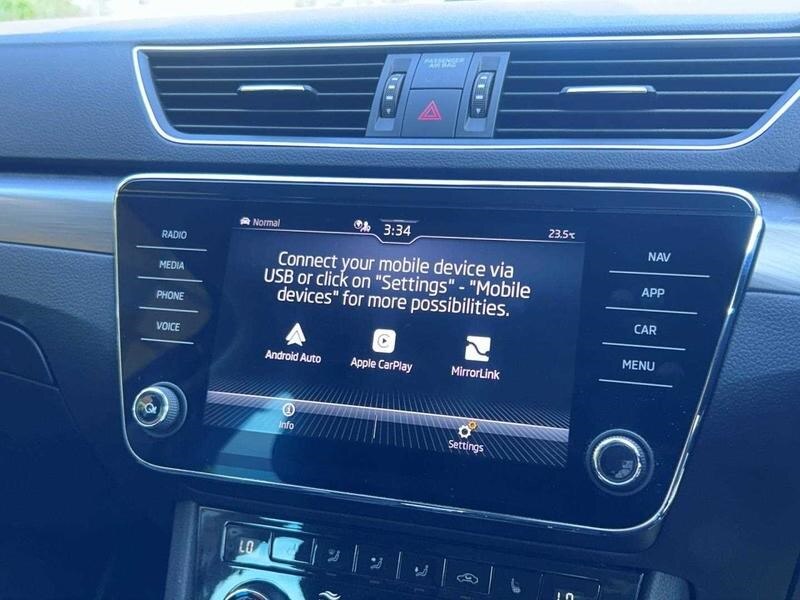 PASSENGER
AIR BAG
RADIO
MEDIA
PHONE
VOICE
Normal
3:34
23.5°C
Connect your mobile device via
USB or click on "Settings" - "Mobile
devices" for more possibilities.
Android Auto
Apple CarPlay
MirrorLink
Info
Settings
NAV
APP
CAR
MENU
LO
LO